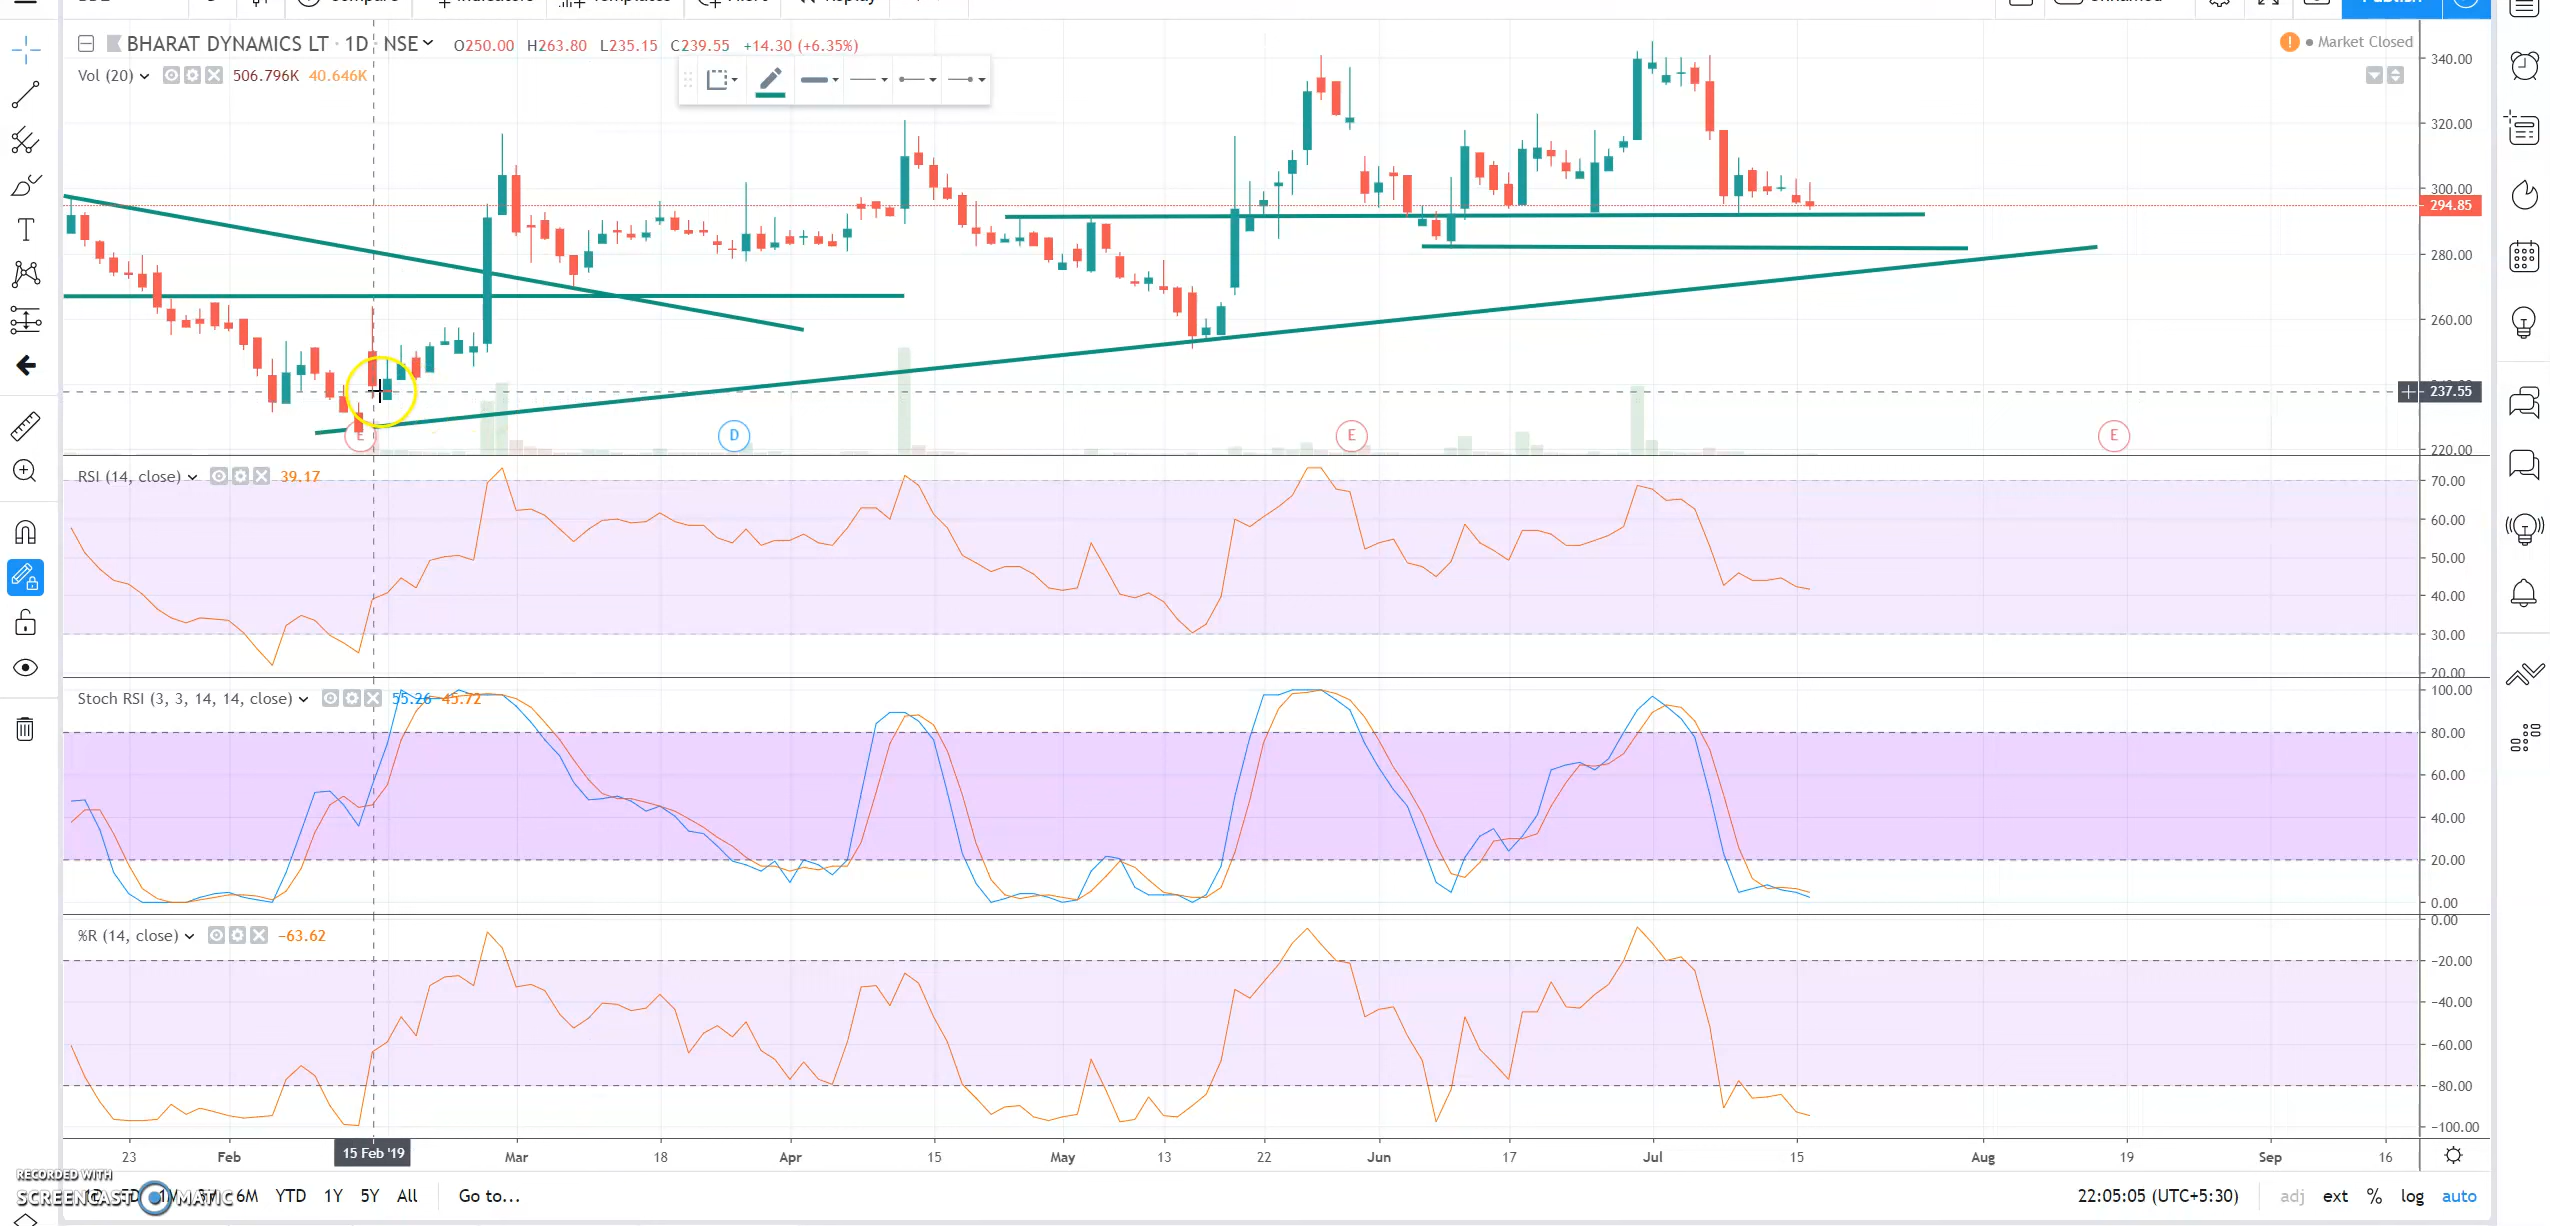 Compare Indicators Templates Alert Replay Unnamed Publish
BHARAT DYNAMICS LT · 1D · NSE O250.00 H263.80 L235.15 C239.55 +14.30 (+6.35%)
Market Closed
Vol (20) 506.796K 40.646K
340.00
320.00
300.00
294.85
280.00
260.00
237.55
220.00
E D E E
RSI (14, close) 39.17
70.00
60.00
50.00
40.00
30.00
20.00
Stoch RSI (3, 3, 14, 14, close) 55.26 45.72
100.00
80.00
60.00
40.00
20.00
0.00
%R (14, close) −63.62
0.00
−20.00
−40.00
−60.00
−80.00
−100.00
23 Feb 15 Feb '19 Mar 18 Apr 15 May 13 22 Jun 17 Jul 15 Aug 19 Sep 16
RECORDED WITH
SCREENCAST MATIC
6M YTD 1Y 5Y All Go to... 22:05:05 (UTC+5:30) adj ext % log auto